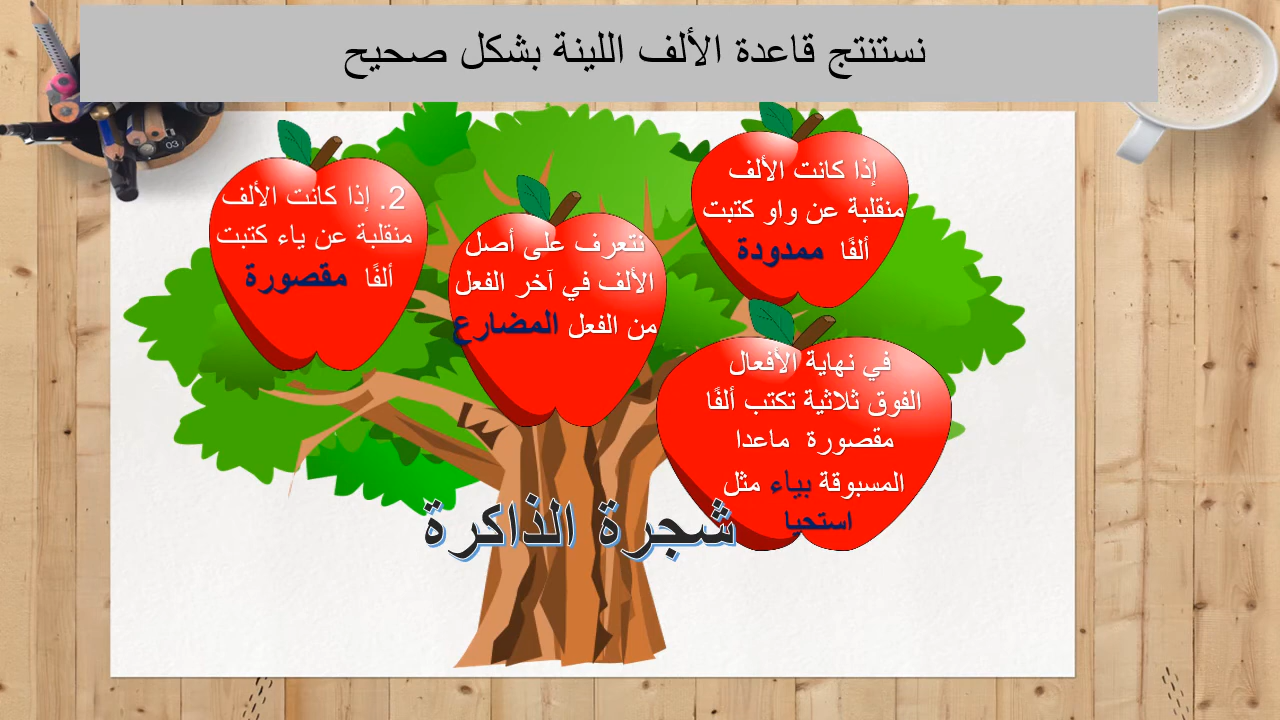 نستنتج قاعدة الألف اللينة بشكل صحيح
إذا كانت الألف
منقلبة عن واو كتبت
ألفًا ممدودة
2. إذا كانت الألف
منقلبة عن ياء كتبت
ألفًا مقصورة
نتعرف على أصل
الألف في آخر الفعل
من الفعل المضارع
في نهاية الأفعال
الفوق ثلاثية تكتب ألفًا
مقصورة ماعدا
المسبوقة بياء مثل
استحيا
شجرة الذاكرة
03